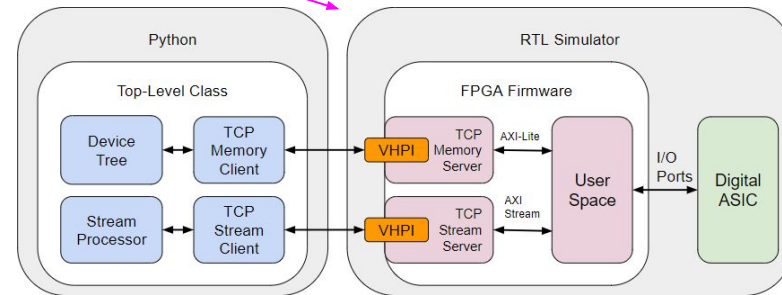 Python
RTL Simulator
Top-Level Class
FPGA Firmware
Device
Tree
TCP
Memory
Client
VHPI
TCP
Memory
Server
AXI-Lite
User
Space
I/O
Ports
Digital
ASIC
Stream
Processor
TCP
Stream
Client
VHPI
TCP
Stream
Server
AXI
Stream